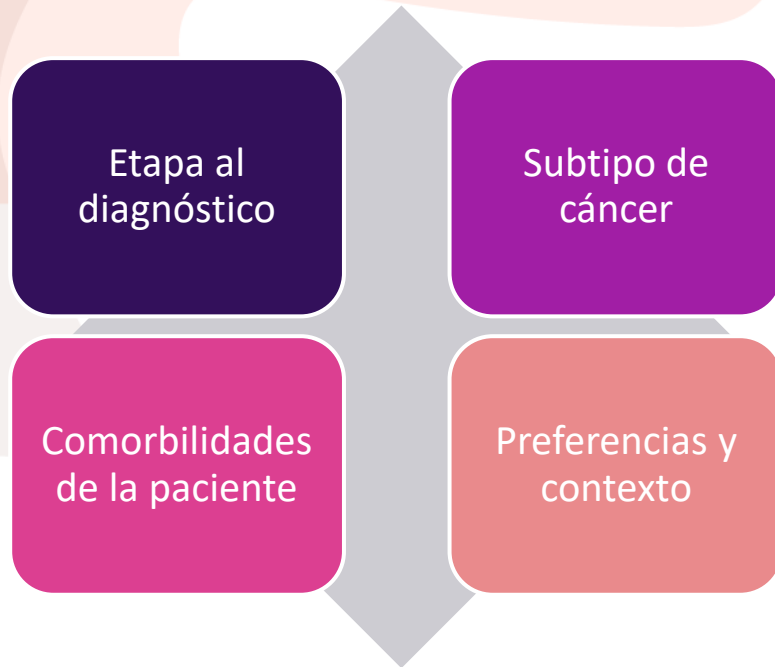 Etapa al
diagnóstico
Subtipo de
cáncer
Comorbilidades
de la paciente
Preferencias y
contexto